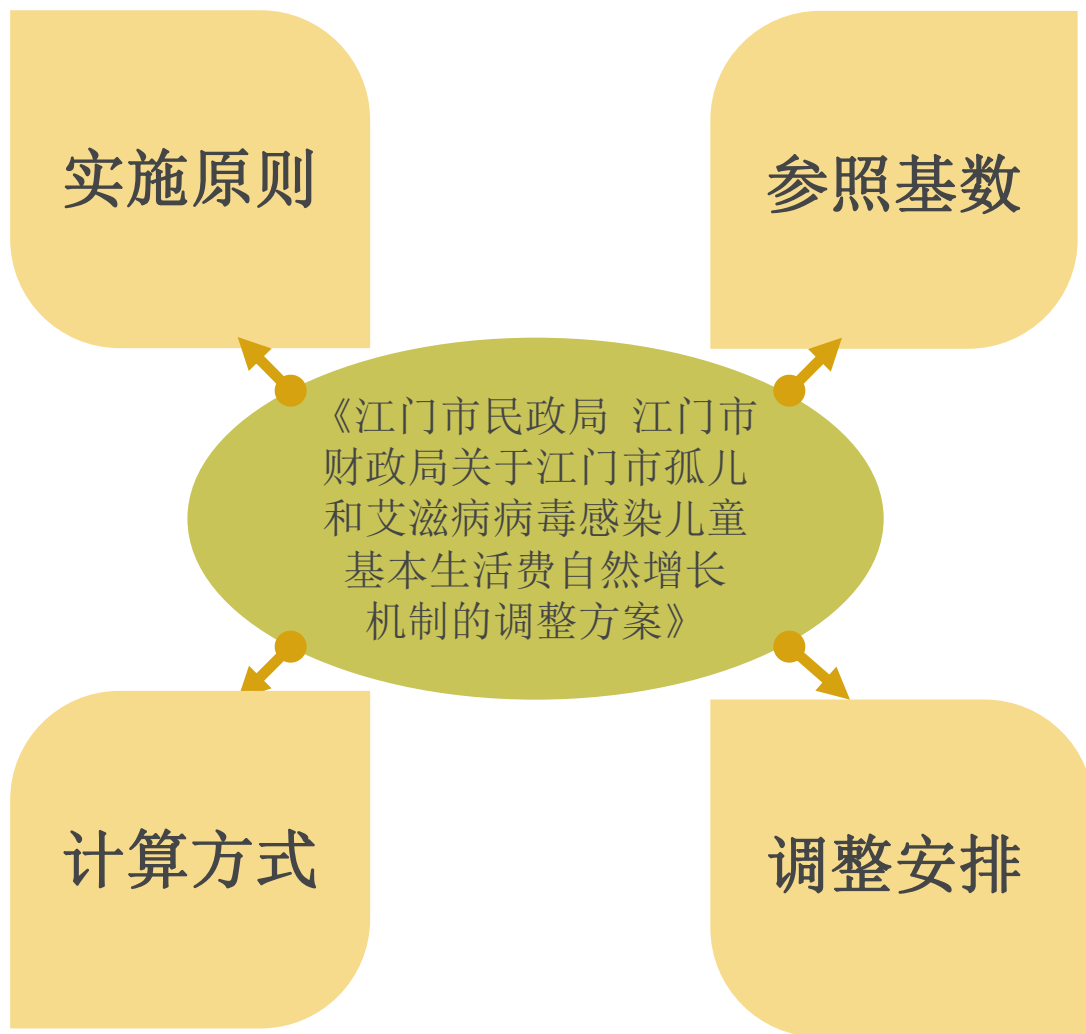 实施原则
参照基数
《江门市民政局 江门市
财政局关于江门市孤儿
和艾滋病病毒感染儿童
基本生活费自然增长
机制的调整方案》
计算方式
调整安排